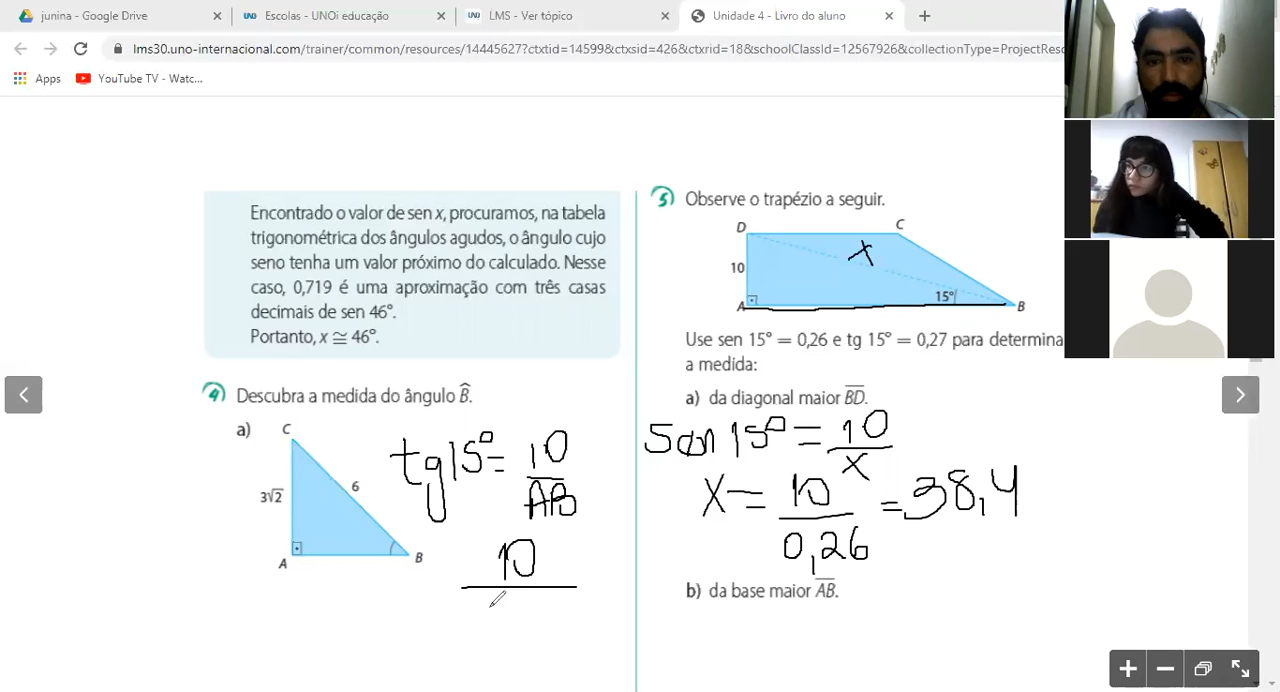 junina - Google Drive
Escolas - UNOi educação
LMS - Ver tópico
Unidade 4 - Livro do aluno
lms30.uno-internacional.com/trainer/common/resources/14445627?ctxtid=14599&ctxsid=426&ctxrid=18&schoolClassId=12567926&collectionType=ProjectReso
Apps
YouTube TV - Watc...
Encontrado o valor de sen x, procuramos, na tabela
trigonométrica dos ângulos agudos, o ângulo cujo
seno tenha um valor próximo do calculado. Nesse
caso, 0,719 é uma aproximação com três casas
decimais de sen 46°.
Portanto, x ≅ 46°.
4 Descubra a medida do ângulo B̂.
a)
C
3√2
6
A
B
tg15° = 10/AB
10
5 Observe o trapézio a seguir.
D
C
x
10
15°
A
B
Use sen 15° = 0,26 e tg 15° = 0,27 para determina
a medida:
a) da diagonal maior BD.
Sen 15° = 10/x
x = 10/0,26 = 38,4
b) da base maior AB.